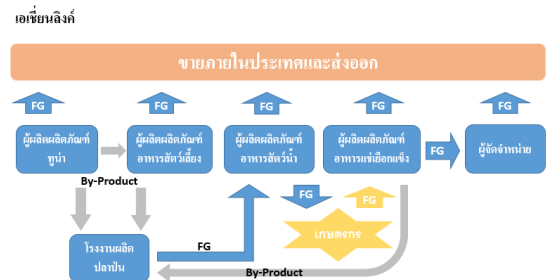 เอเชี่ยนลิงค์
ขายภายในประเทศและส่งออก
FG
FG
FG
FG
FG
ผู้ผลิตผลิตภัณฑ์
ทูน่า
ผู้ผลิตผลิตภัณฑ์
อาหารสัตว์เลี้ยง
ผู้ผลิตผลิตภัณฑ์
อาหารสัตว์น้ำ
ผู้ผลิตผลิตภัณฑ์
อาหารแช่เยือกแข็ง
FG
ผู้จัดจำหน่าย
By-Product
FG
FG
เกษตรกร
โรงงานผลิต
ปลาป่น
FG
By-Product